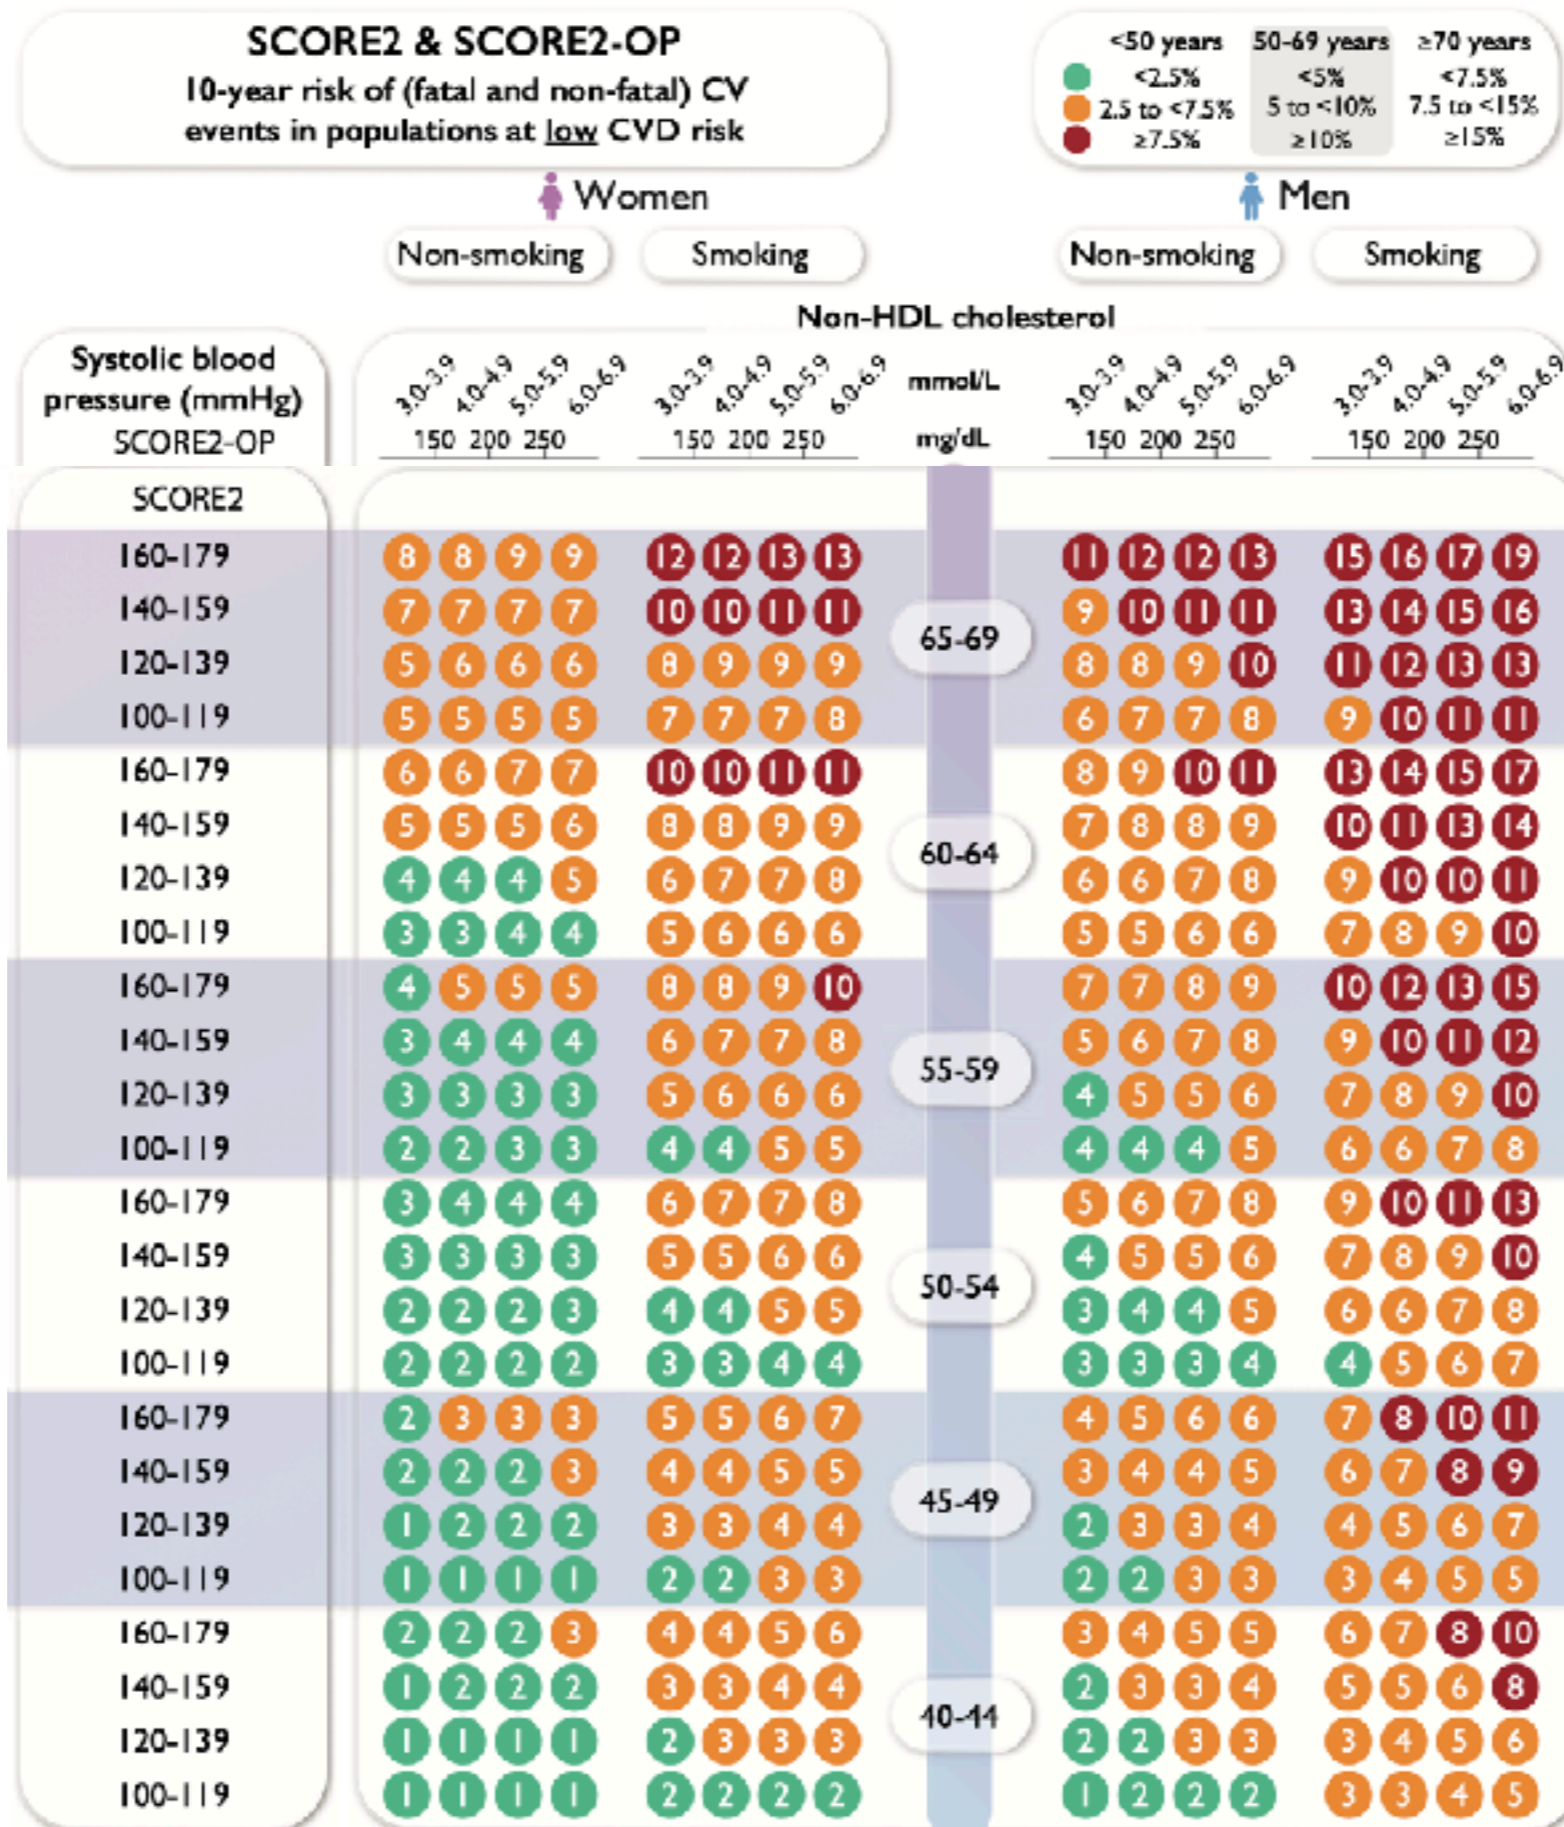 SCORE2 & SCORE2-OP
10-year risk of (fatal and non-fatal) CV
events in populations at low CVD risk
<50 years 50-69 years ≥70 years
<2.5% <5% <7.5%
2.5 to <7.5% 5 to <10% 7.5 to <15%
≥7.5% ≥10% ≥15%
Women Men
Non-smoking Smoking Non-smoking Smoking
Non-HDL cholesterol
Systolic blood
pressure (mmHg)
SCORE2-OP
3.0-3.9 4.0-4.9 5.0-5.9 6.0-6.9 3.0-3.9 4.0-4.9 5.0-5.9 6.0-6.9 mmol/L 3.0-3.9 4.0-4.9 5.0-5.9 6.0-6.9 3.0-3.9 4.0-4.9 5.0-5.9 6.0-6.9
150 200 250 150 200 250 mg/dL 150 200 250 150 200 250
SCORE2
160-179 8 8 9 9 12 12 13 13 11 12 12 13 15 16 17 19
140-159 7 7 7 7 10 10 11 11 9 10 11 11 13 14 15 16
65-69
120-139 5 6 6 6 8 9 9 9 8 8 9 10 11 12 13 13
100-119 5 5 5 5 7 7 7 8 6 7 7 8 9 10 11 11
160-179 6 6 7 7 10 10 11 11 8 9 10 11 13 14 15 17
140-159 5 5 5 6 8 8 9 9 7 8 8 9 10 11 13 14
60-64
120-139 4 4 4 5 6 7 7 8 6 6 7 8 9 10 10 11
100-119 3 3 4 4 5 6 6 6 5 5 6 6 7 8 9 10
160-179 4 5 5 5 8 8 9 10 7 7 8 9 10 12 13 15
140-159 3 4 4 4 6 7 7 8 5 6 7 8 9 10 11 12
55-59
120-139 3 3 3 3 5 6 6 6 4 5 5 6 7 8 9 10
100-119 2 2 3 3 4 4 5 5 4 4 4 5 6 6 7 8
160-179 3 4 4 4 6 7 7 8 5 6 7 8 9 10 11 13
140-159 3 3 3 3 5 5 6 6 4 5 5 6 7 8 9 10
50-54
120-139 2 2 2 3 4 4 5 5 3 4 4 5 6 6 7 8
100-119 2 2 2 2 3 3 4 4 3 3 3 4 4 5 6 7
160-179 2 3 3 3 5 5 6 7 4 5 6 6 7 8 10 11
140-159 2 2 2 3 4 4 5 5 3 4 4 5 6 7 8 9
45-49
120-139 1 2 2 2 3 3 4 4 2 3 3 4 4 5 6 7
100-119 1 1 1 1 2 2 3 3 2 2 3 3 3 4 5 5
160-179 2 2 2 3 4 4 5 6 3 4 5 5 6 7 8 10
140-159 1 2 2 2 3 3 4 4 2 3 3 4 5 5 6 8
40-44
120-139 1 1 1 1 2 3 3 3 2 2 3 3 3 4 5 6
100-119 1 1 1 1 2 2 2 2 1 2 2 2 3 3 4 5